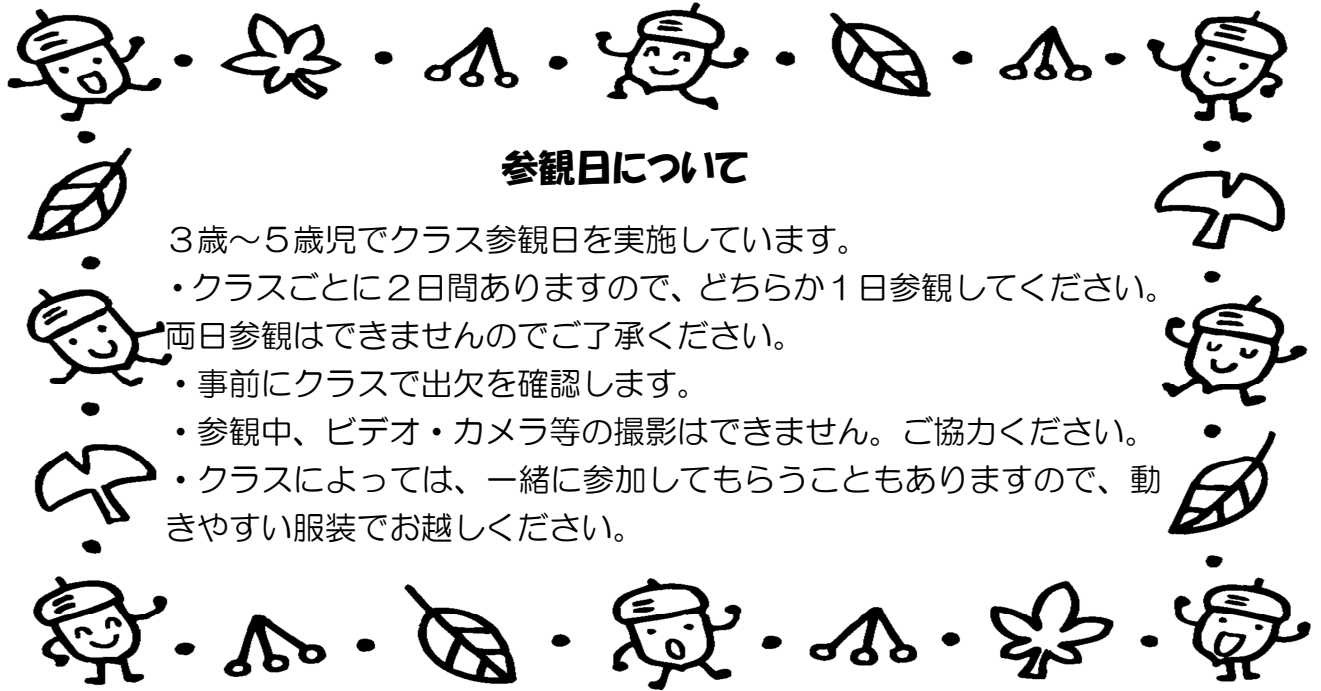 参観日について
３歳～５歳児でクラス参観日を実施しています。
・クラスごとに２日間ありますので、どちらか１日参観してください。
両日参観はできませんのでご了承ください。
・事前にクラスで出欠を確認します。
・参観中、ビデオ・カメラ等の撮影はできません。ご協力ください。
・クラスによっては、一緒に参加してもらうこともありますので、動
きやすい服装でお越しください。